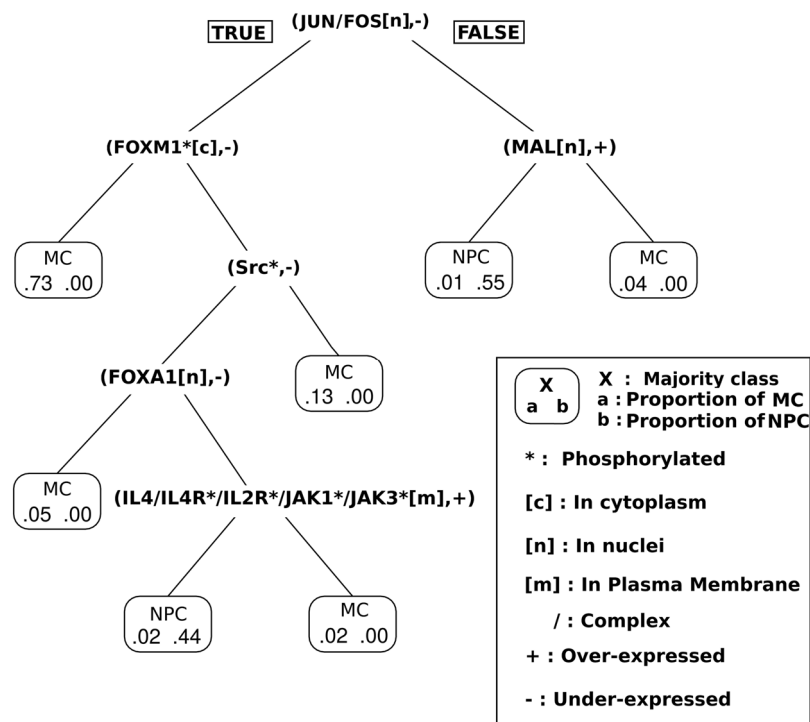 (JUN/FOS[n],-)
TRUE
FALSE
(FOXM1*[c],-)
(MAL[n],+)
MC
.73 .00
(Src*,-)
NPC
.01 .55
MC
.04 .00
(FOXA1[n],-)
MC
.13 .00
MC
.05 .00
(IL4/IL4R*/IL2R*/JAK1*/JAK3*[m],+)
NPC
.02 .44
MC
.02 .00
X
a b
X : Majority class
a : Proportion of MC
b : Proportion of NPC
* : Phosphorylated
[c] : In cytoplasm
[n] : In nuclei
[m] : In Plasma Membrane
/ : Complex
+ : Over-expressed
- : Under-expressed